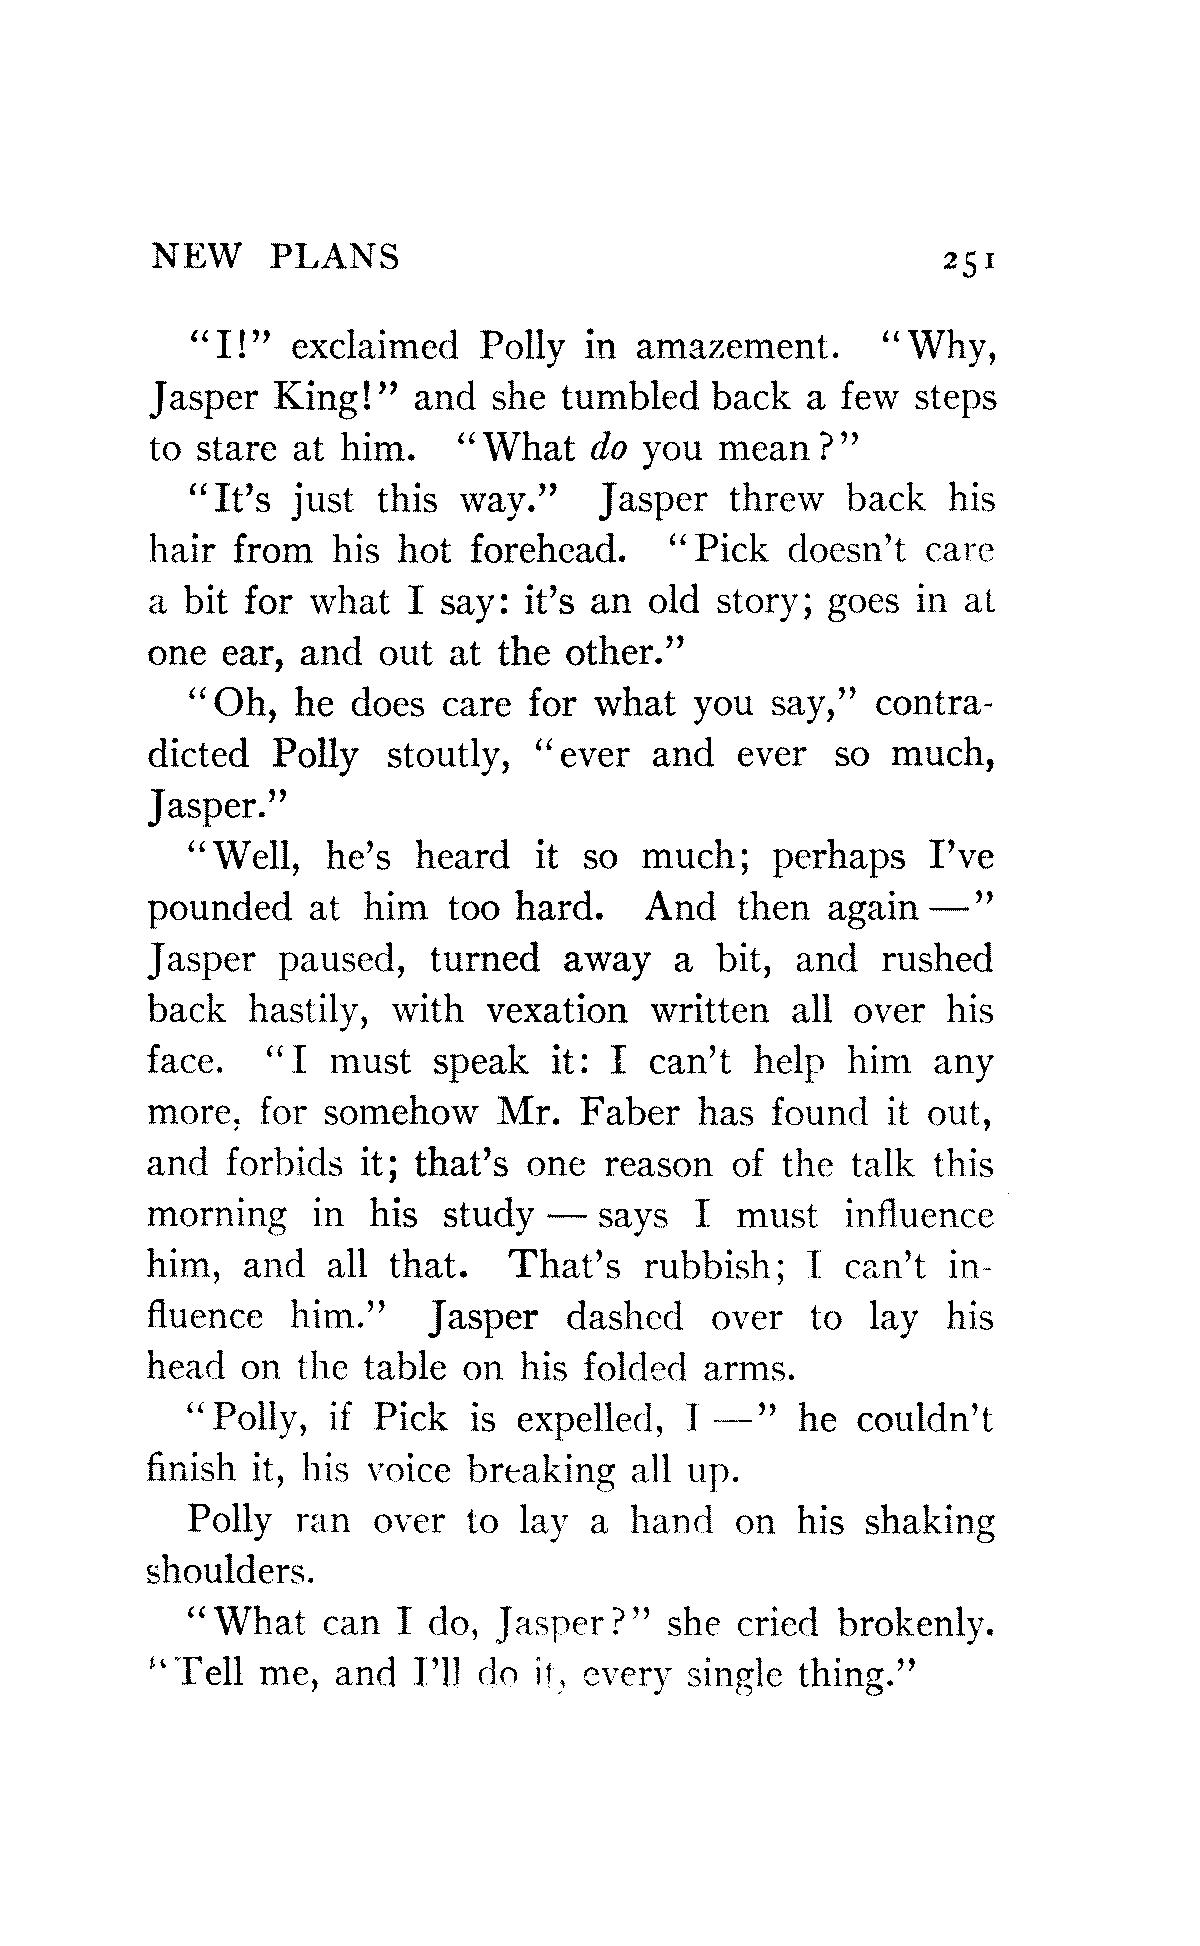 NEW PLANS 251
"I!" exclaimed Polly in amazement. "Why,
Jasper King!" and she tumbled back a few steps
to stare at him. "What do you mean?"
"It's just this way." Jasper threw back his
hair from his hot forehead. "Pick doesn't care
a bit for what I say: it's an old story; goes in at
one ear, and out at the other."
"Oh, he does care for what you say," contra-
dicted Polly stoutly, "ever and ever so much,
Jasper."
"Well, he's heard it so much; perhaps I've
pounded at him too hard. And then again—"
Jasper paused, turned away a bit, and rushed
back hastily, with vexation written all over his
face. "I must speak it: I can't help him any
more, for somehow Mr. Faber has found it out,
and forbids it; that's one reason of the talk this
morning in his study — says I must influence
him, and all that. That's rubbish; I can't in-
fluence him." Jasper dashed over to lay his
head on the table on his folded arms.
"Polly, if Pick is expelled, I —" he couldn't
finish it, his voice breaking all up.
Polly ran over to lay a hand on his shaking
shoulders.
"What can I do, Jasper?" she cried brokenly.
"Tell me, and I'll do it, every single thing."